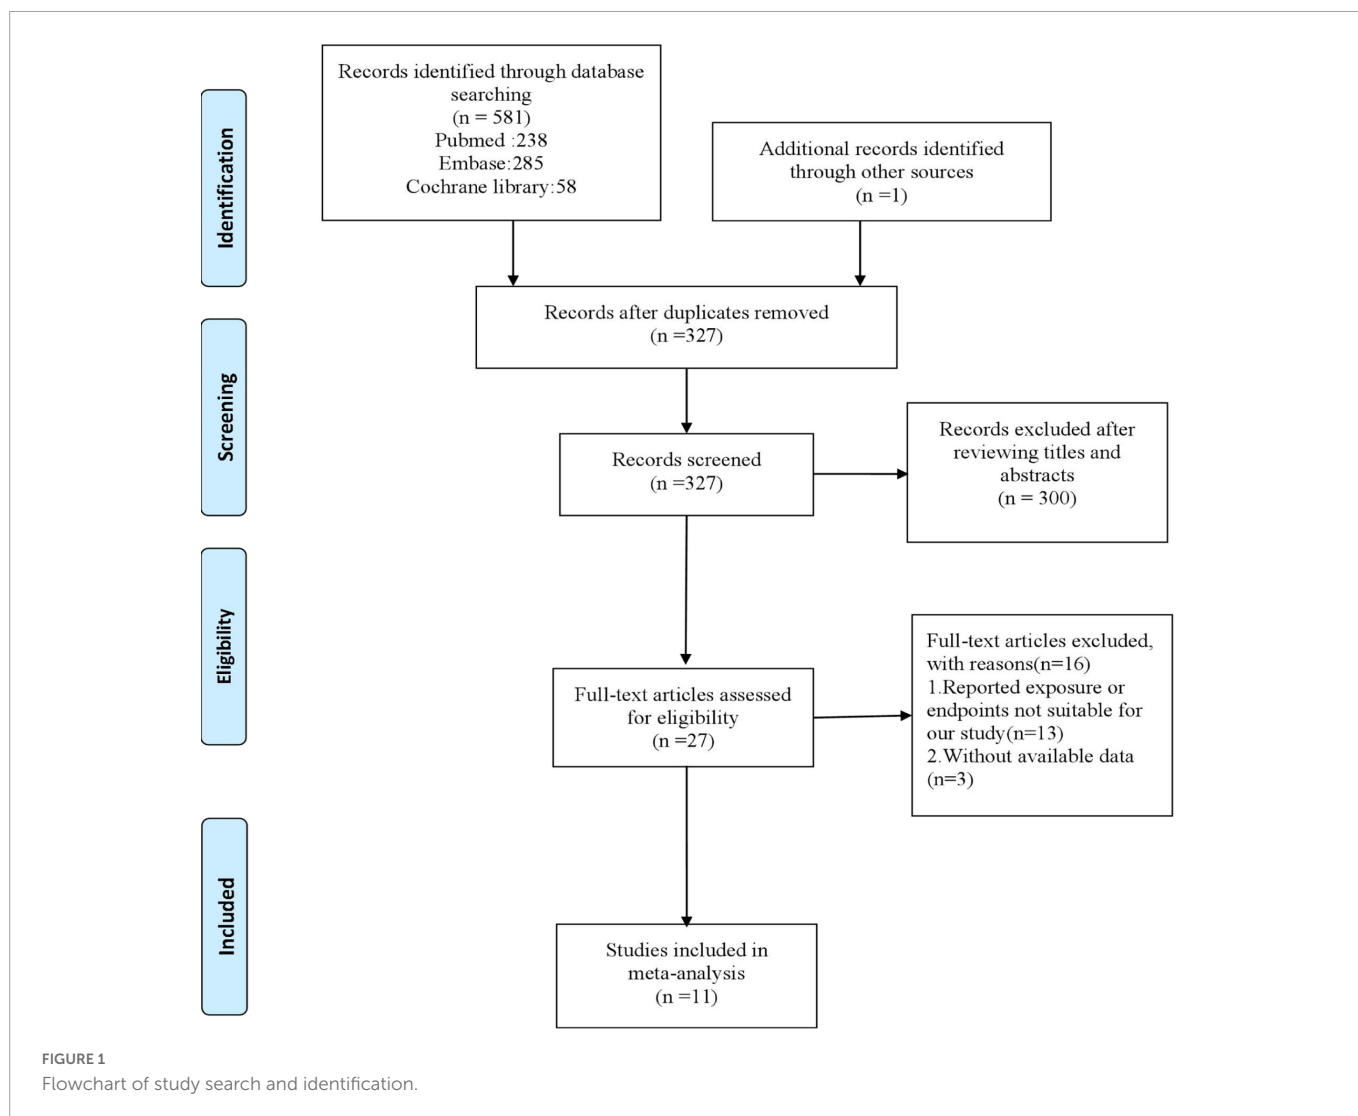 Identification
Records identified through database
searching
(n = 581)
Pubmed :238
Embase:285
Cochrane library:58
Additional records identified
through other sources
(n =1)
Records after duplicates removed
(n =327)
Screening
Records screened
(n =327)
Records excluded after
reviewing titles and
abstracts
(n = 300)
Eligibility
Full-text articles assessed
for eligibility
(n =27)
Full-text articles excluded,
with reasons(n=16)
1.Reported exposure or
endpoints not suitable for
our study(n=13)
2.Without available data
(n=3)
Included
Studies included in
meta-analysis
(n =11)
FIGURE 1
Flowchart of study search and identification.